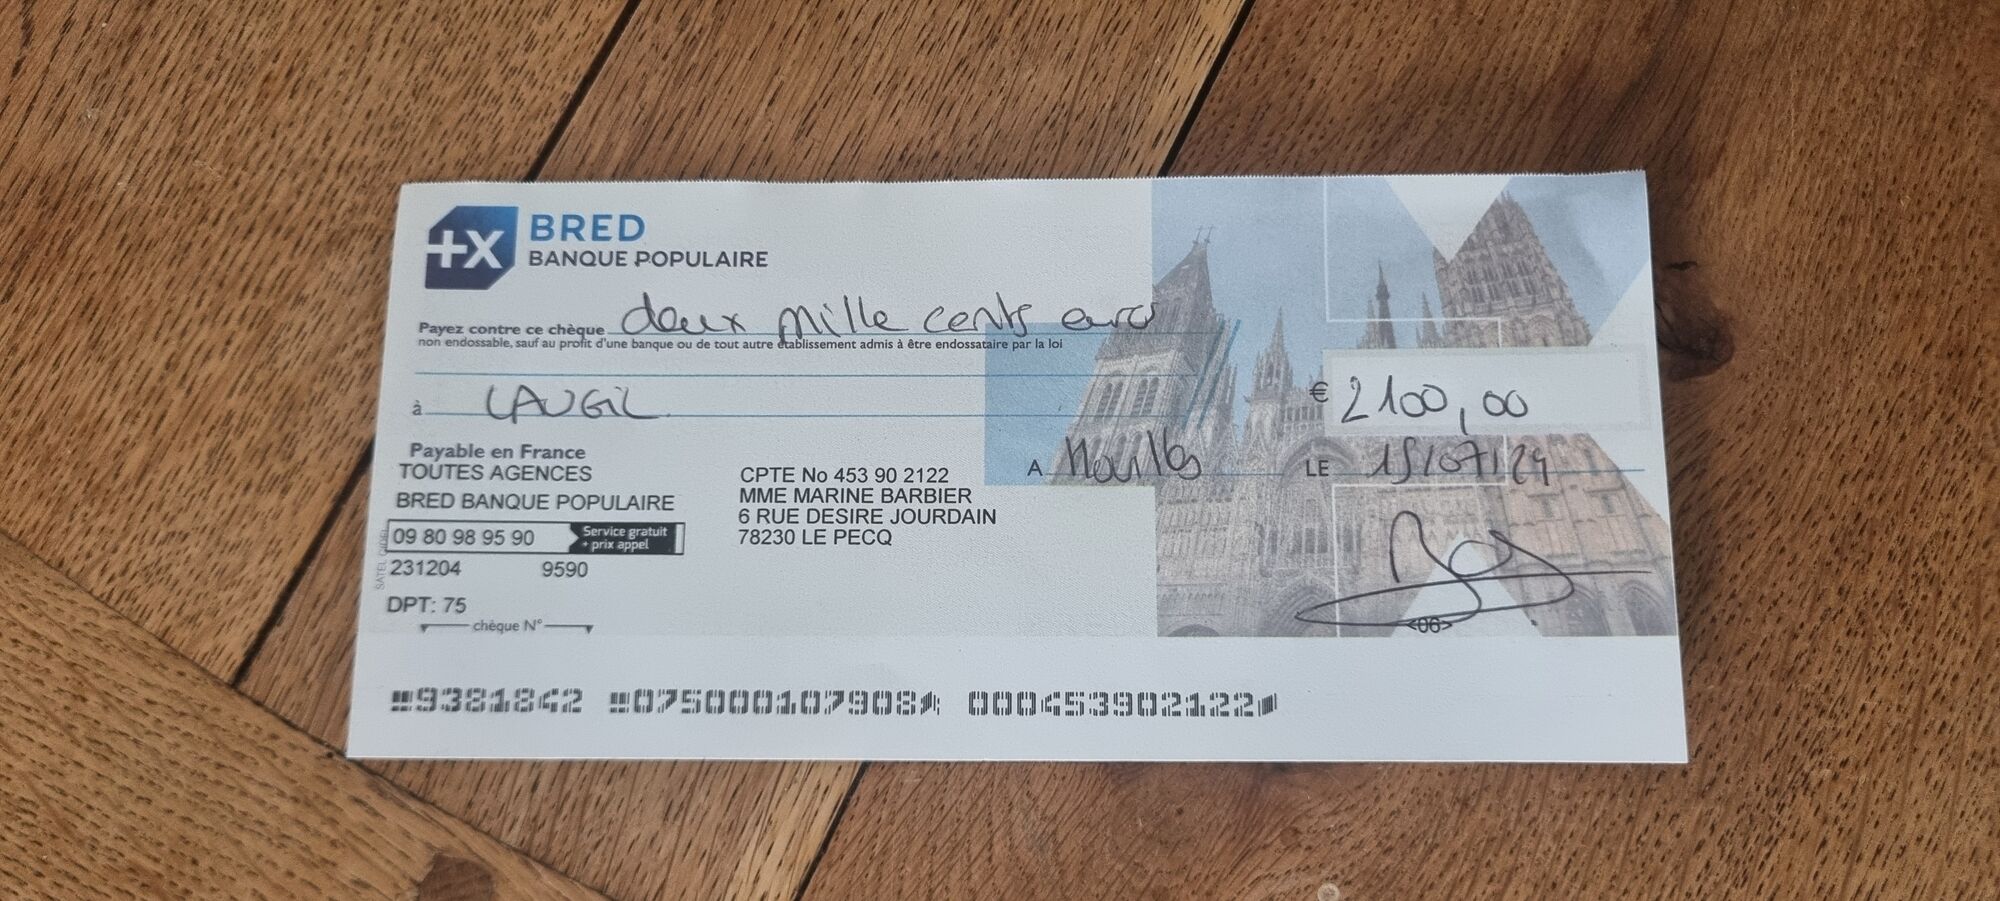 +X BRED
BANQUE POPULAIRE
Payez contre ce chèque deux mille cents euros
non endossable, sauf au profit d'une banque ou de tout autre établissement admis à être endossataire par la loi
à LAUGIL
€ 2100,00
Payable en France
TOUTES AGENCES
BRED BANQUE POPULAIRE
09 80 98 95 90 Service gratuit
+ prix appel
231204 9590
DPT: 75
chèque N°
CPTE No 453 90 2122
MME MARINE BARBIER
6 RUE DESIRE JOURDAIN
78230 LE PECQ
A LE 15/07/24
<06>
9381842 075000107908 000453902122